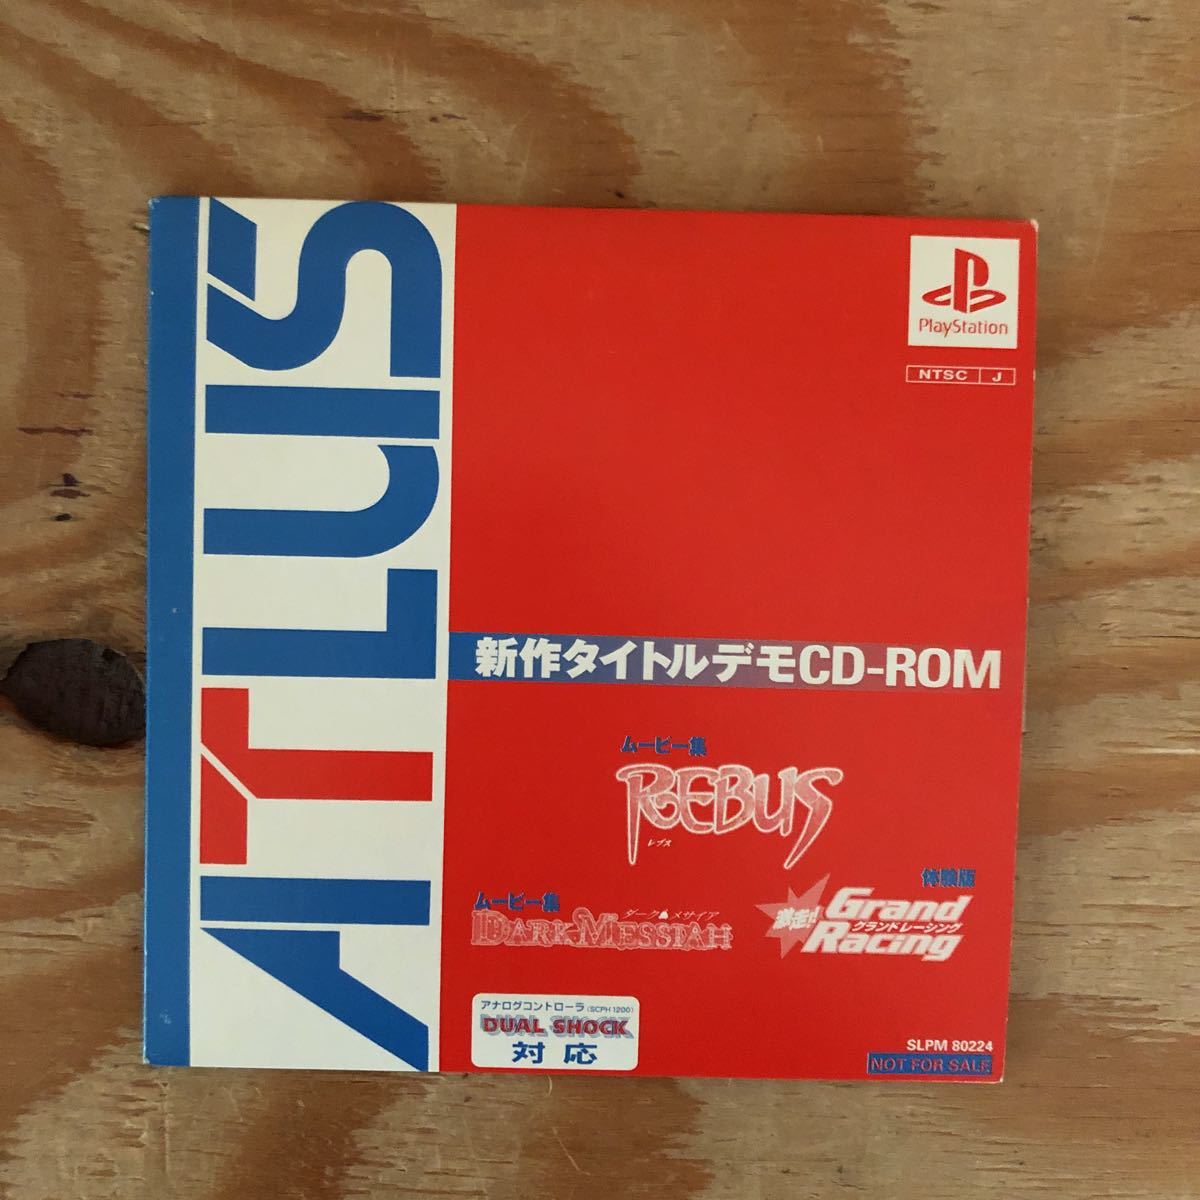 ATLUS
PlayStation
NTSC J
新作タイトルデモCD-ROM
ムービー集
REBUS
レブス
ムービー集
ダーク メサイア
DARK MESSIAH
体験版
激走!!
Grand
グランドレーシング
Racing
アナログコントローラ(SCPH1200)
DUAL SHOCK
対応
SLPM 80224
NOT FOR SALE